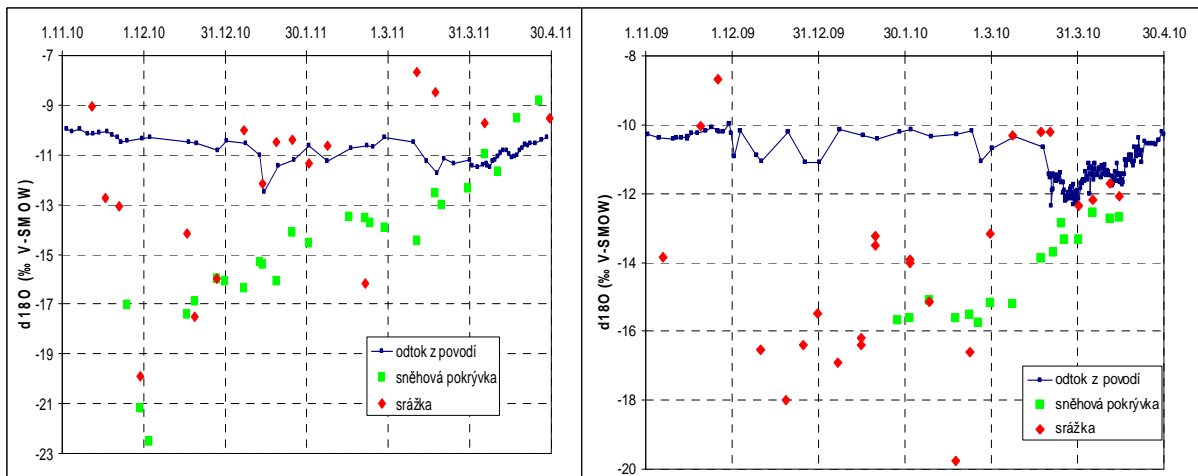 1.11.10 1.12.10 31.12.10 30.1.11 1.3.11 31.3.11 30.4.11
-7
-9
-11
-13
-15
-17
-19
-21
-23
d18O (‰ V-SMOW)
odtok z povodí
sněhová pokrývka
srážka
1.11.09 1.12.09 31.12.09 30.1.10 1.3.10 31.3.10 30.4.10
-8
-10
-12
-14
-16
-18
-20
d18O (‰ V-SMOW)
odtok z povodí
sněhová pokrývka
srážka